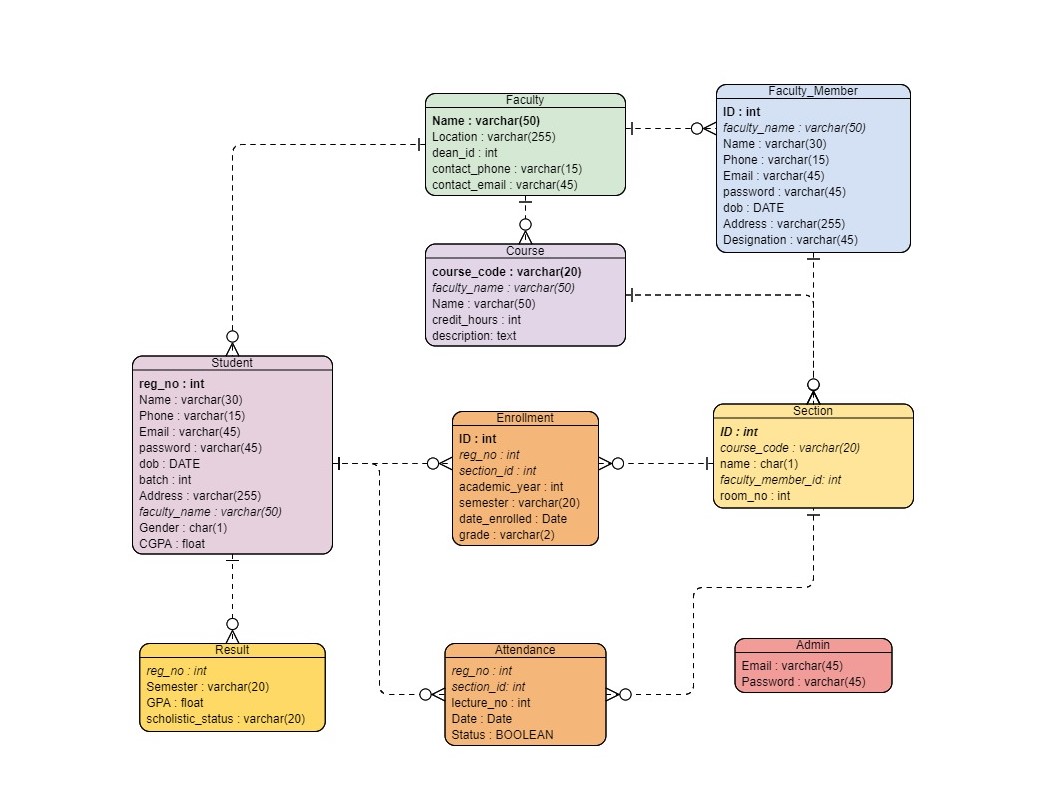 Faculty
Name : varchar(50)
Location : varchar(255)
dean_id : int
contact_phone : varchar(15)
contact_email : varchar(45)
Faculty_Member
ID : int
faculty_name : varchar(50)
Name : varchar(30)
Phone : varchar(15)
Email : varchar(45)
password : varchar(45)
dob : DATE
Address : varchar(255)
Designation : varchar(45)
Course
course_code : varchar(20)
faculty_name : varchar(50)
Name : varchar(50)
credit_hours : int
description: text
Student
reg_no : int
Name : varchar(30)
Phone : varchar(15)
Email : varchar(45)
password : varchar(45)
dob : DATE
batch : int
Address : varchar(255)
faculty_name : varchar(50)
Gender : char(1)
CGPA : float
Enrollment
ID : int
reg_no : int
section_id : int
academic_year : int
semester : varchar(20)
date_enrolled : Date
grade : varchar(2)
Section
ID : int
course_code : varchar(20)
name : char(1)
faculty_member_id: int
room_no : int
Result
reg_no : int
Semester : varchar(20)
GPA : float
scholistic_status : varchar(20)
Attendance
reg_no : int
section_id: int
lecture_no : int
Date : Date
Status : BOOLEAN
Admin
Email : varchar(45)
Password : varchar(45)